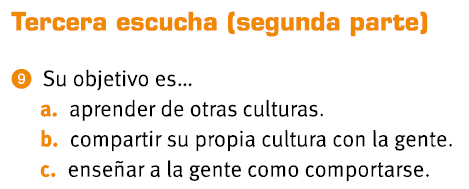 Tercera escucha (segunda parte)
9 Su objetivo es...
a. aprender de otras culturas.
b. compartir su propia cultura con la gente.
c. enseñar a la gente como comportarse.